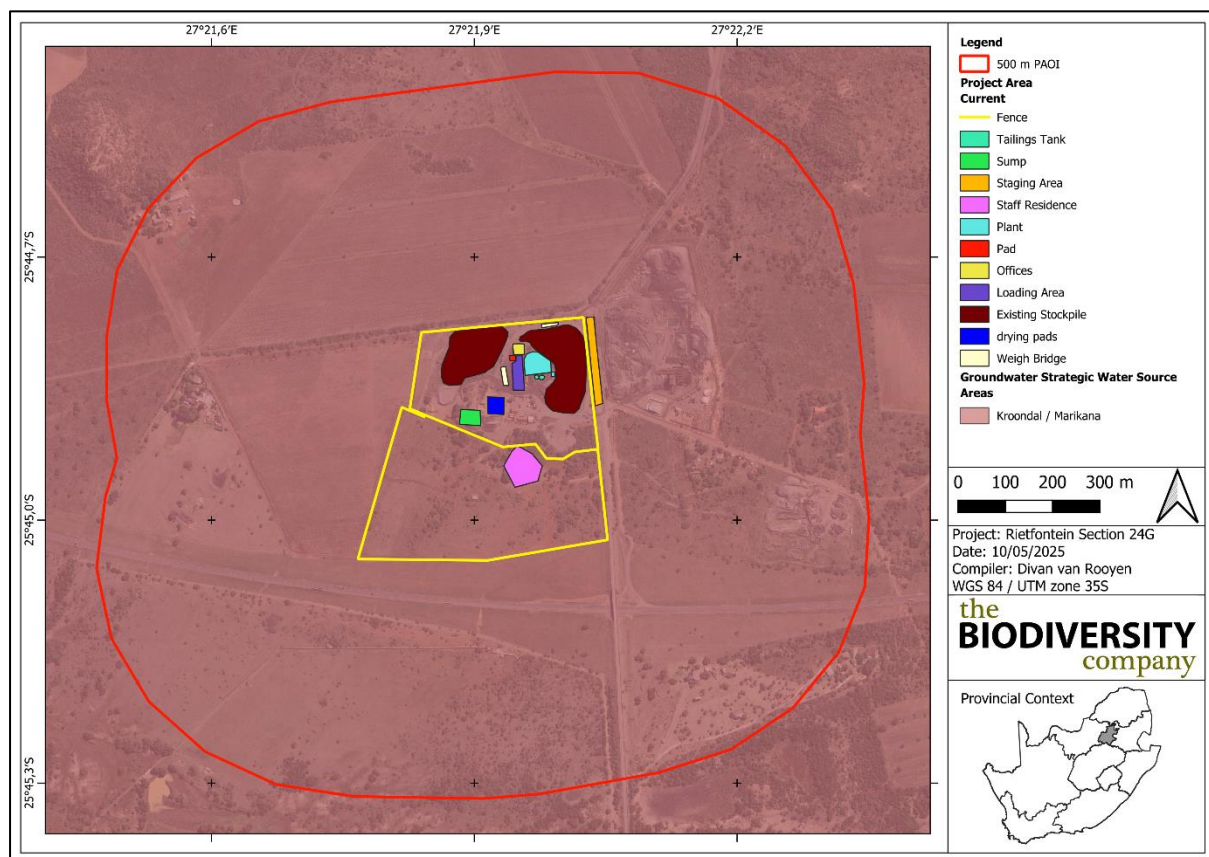 27°21,6'E
27°21,9'E
27°22,2'E
25°44,7'S
25°45,0'S
25°45,3'S
Legend
500 m PAOI
Project Area
Current
Fence
Tailings Tank
Sump
Staging Area
Staff Residence
Plant
Pad
Offices
Loading Area
Existing Stockpile
drying pads
Weigh Bridge
Groundwater Strategic Water Source
Areas
Kroondal / Marikana
0 100 200 300 m
Project: Rietfontein Section 24G
Date: 10/05/2025
Compiler: Divan van Rooyen
WGS 84 / UTM zone 35S
the
BIODIVERSITY
company
Provincial Context